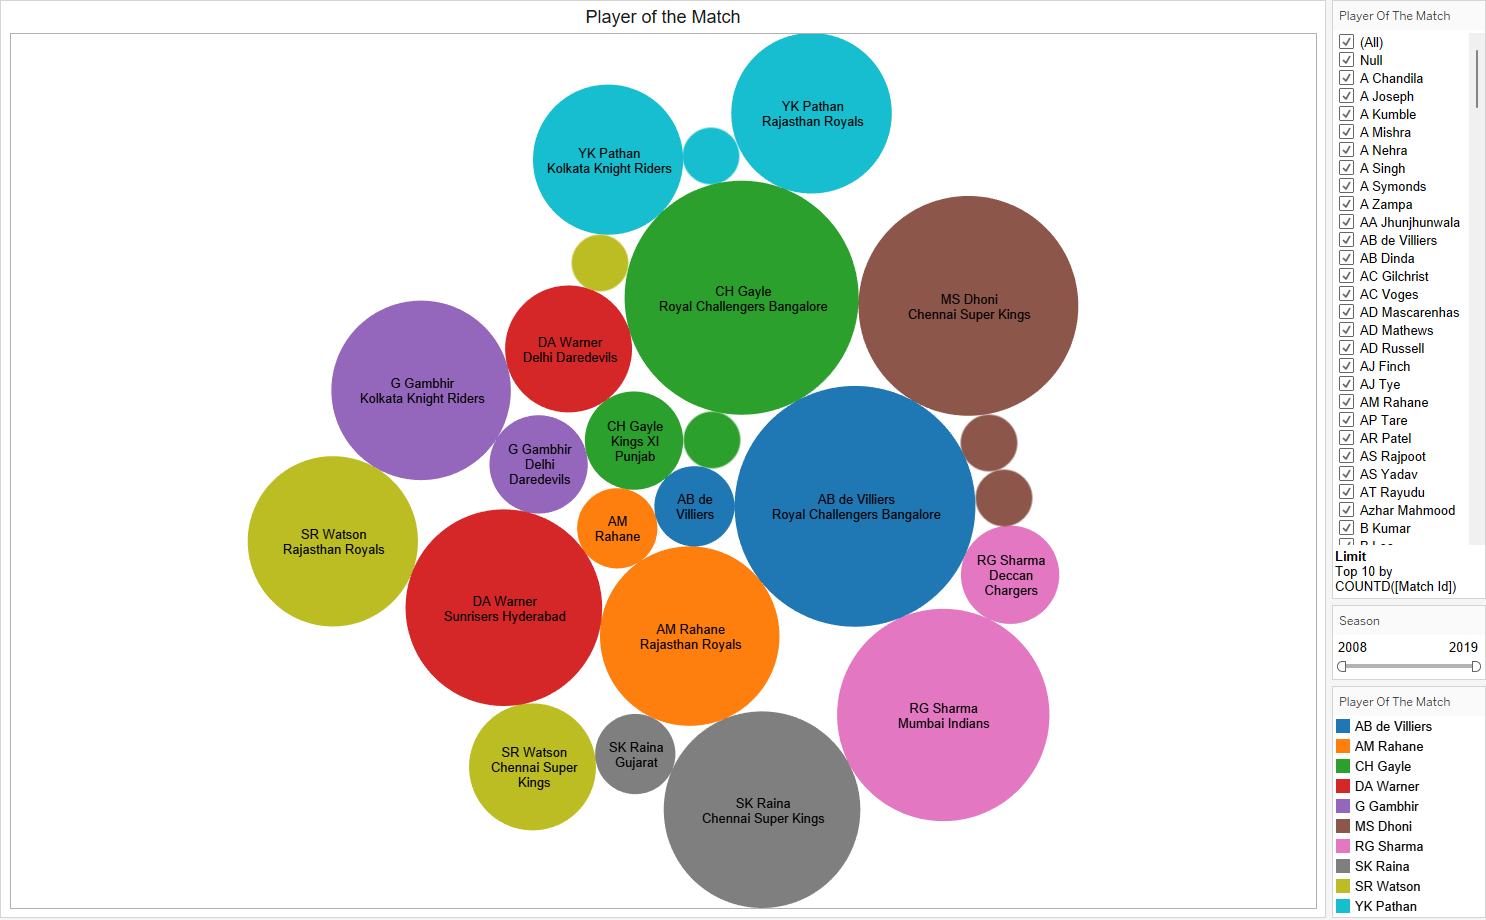 Player of the Match
YK Pathan
Rajasthan Royals
YK Pathan
Kolkata Knight Riders
CH Gayle
Royal Challengers Bangalore
MS Dhoni
Chennai Super Kings
DA Warner
Delhi Daredevils
G Gambhir
Kolkata Knight Riders
CH Gayle
Kings XI
Punjab
G Gambhir
Delhi
Daredevils
AB de
Villiers
AB de Villiers
Royal Challengers Bangalore
AM
Rahane
SR Watson
Rajasthan Royals
RG Sharma
Deccan
Chargers
DA Warner
Sunrisers Hyderabad
AM Rahane
Rajasthan Royals
RG Sharma
Mumbai Indians
SR Watson
Chennai Super
Kings
SK Raina
Gujarat
SK Raina
Chennai Super Kings
Player Of The Match
(All)
Null
A Chandila
A Joseph
A Kumble
A Mishra
A Nehra
A Singh
A Symonds
A Zampa
AA Jhunjhunwala
AB de Villiers
AB Dinda
AC Gilchrist
AC Voges
AD Mascarenhas
AD Mathews
AD Russell
AJ Finch
AJ Tye
AM Rahane
AP Tare
AR Patel
AS Rajpoot
AS Yadav
AT Rayudu
Azhar Mahmood
B Kumar
Limit
Top 10 by
COUNTD([Match Id])
Season
2008 2019
Player Of The Match
AB de Villiers
AM Rahane
CH Gayle
DA Warner
G Gambhir
MS Dhoni
RG Sharma
SK Raina
SR Watson
YK Pathan